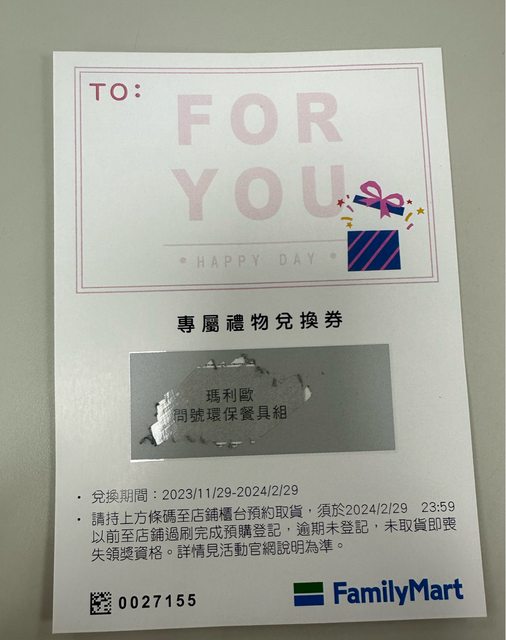 TO:
FOR
YOU
• HAPPY DAY •
專屬禮物兌換券
瑪利歐
問號環保餐具組
• 兌換期間：2023/11/29-2024/2/29
• 請持上方條碼至店鋪櫃台預約取貨，須於2024/2/29 23:59
以前至店鋪過刷完成預購登記，逾期未登記，未取貨即喪
失領獎資格。詳情見活動官網說明為準。
0027155
FamilyMart